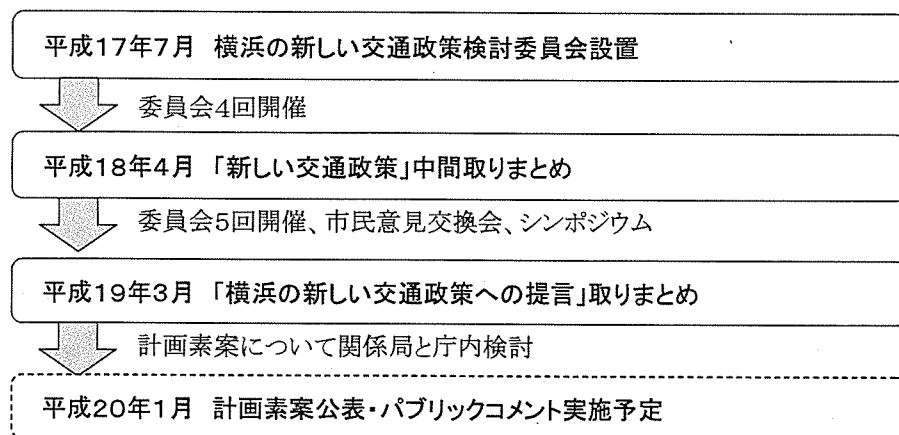 平成17年7月 横浜の新しい交通政策検討委員会設置
委員会4回開催
平成18年4月 「新しい交通政策」中間取りまとめ
委員会5回開催、市民意見交換会、シンポジウム
平成19年3月 「横浜の新しい交通政策への提言」取りまとめ
計画素案について関係局と庁内検討
平成20年1月 計画素案公表・パブリックコメント実施予定